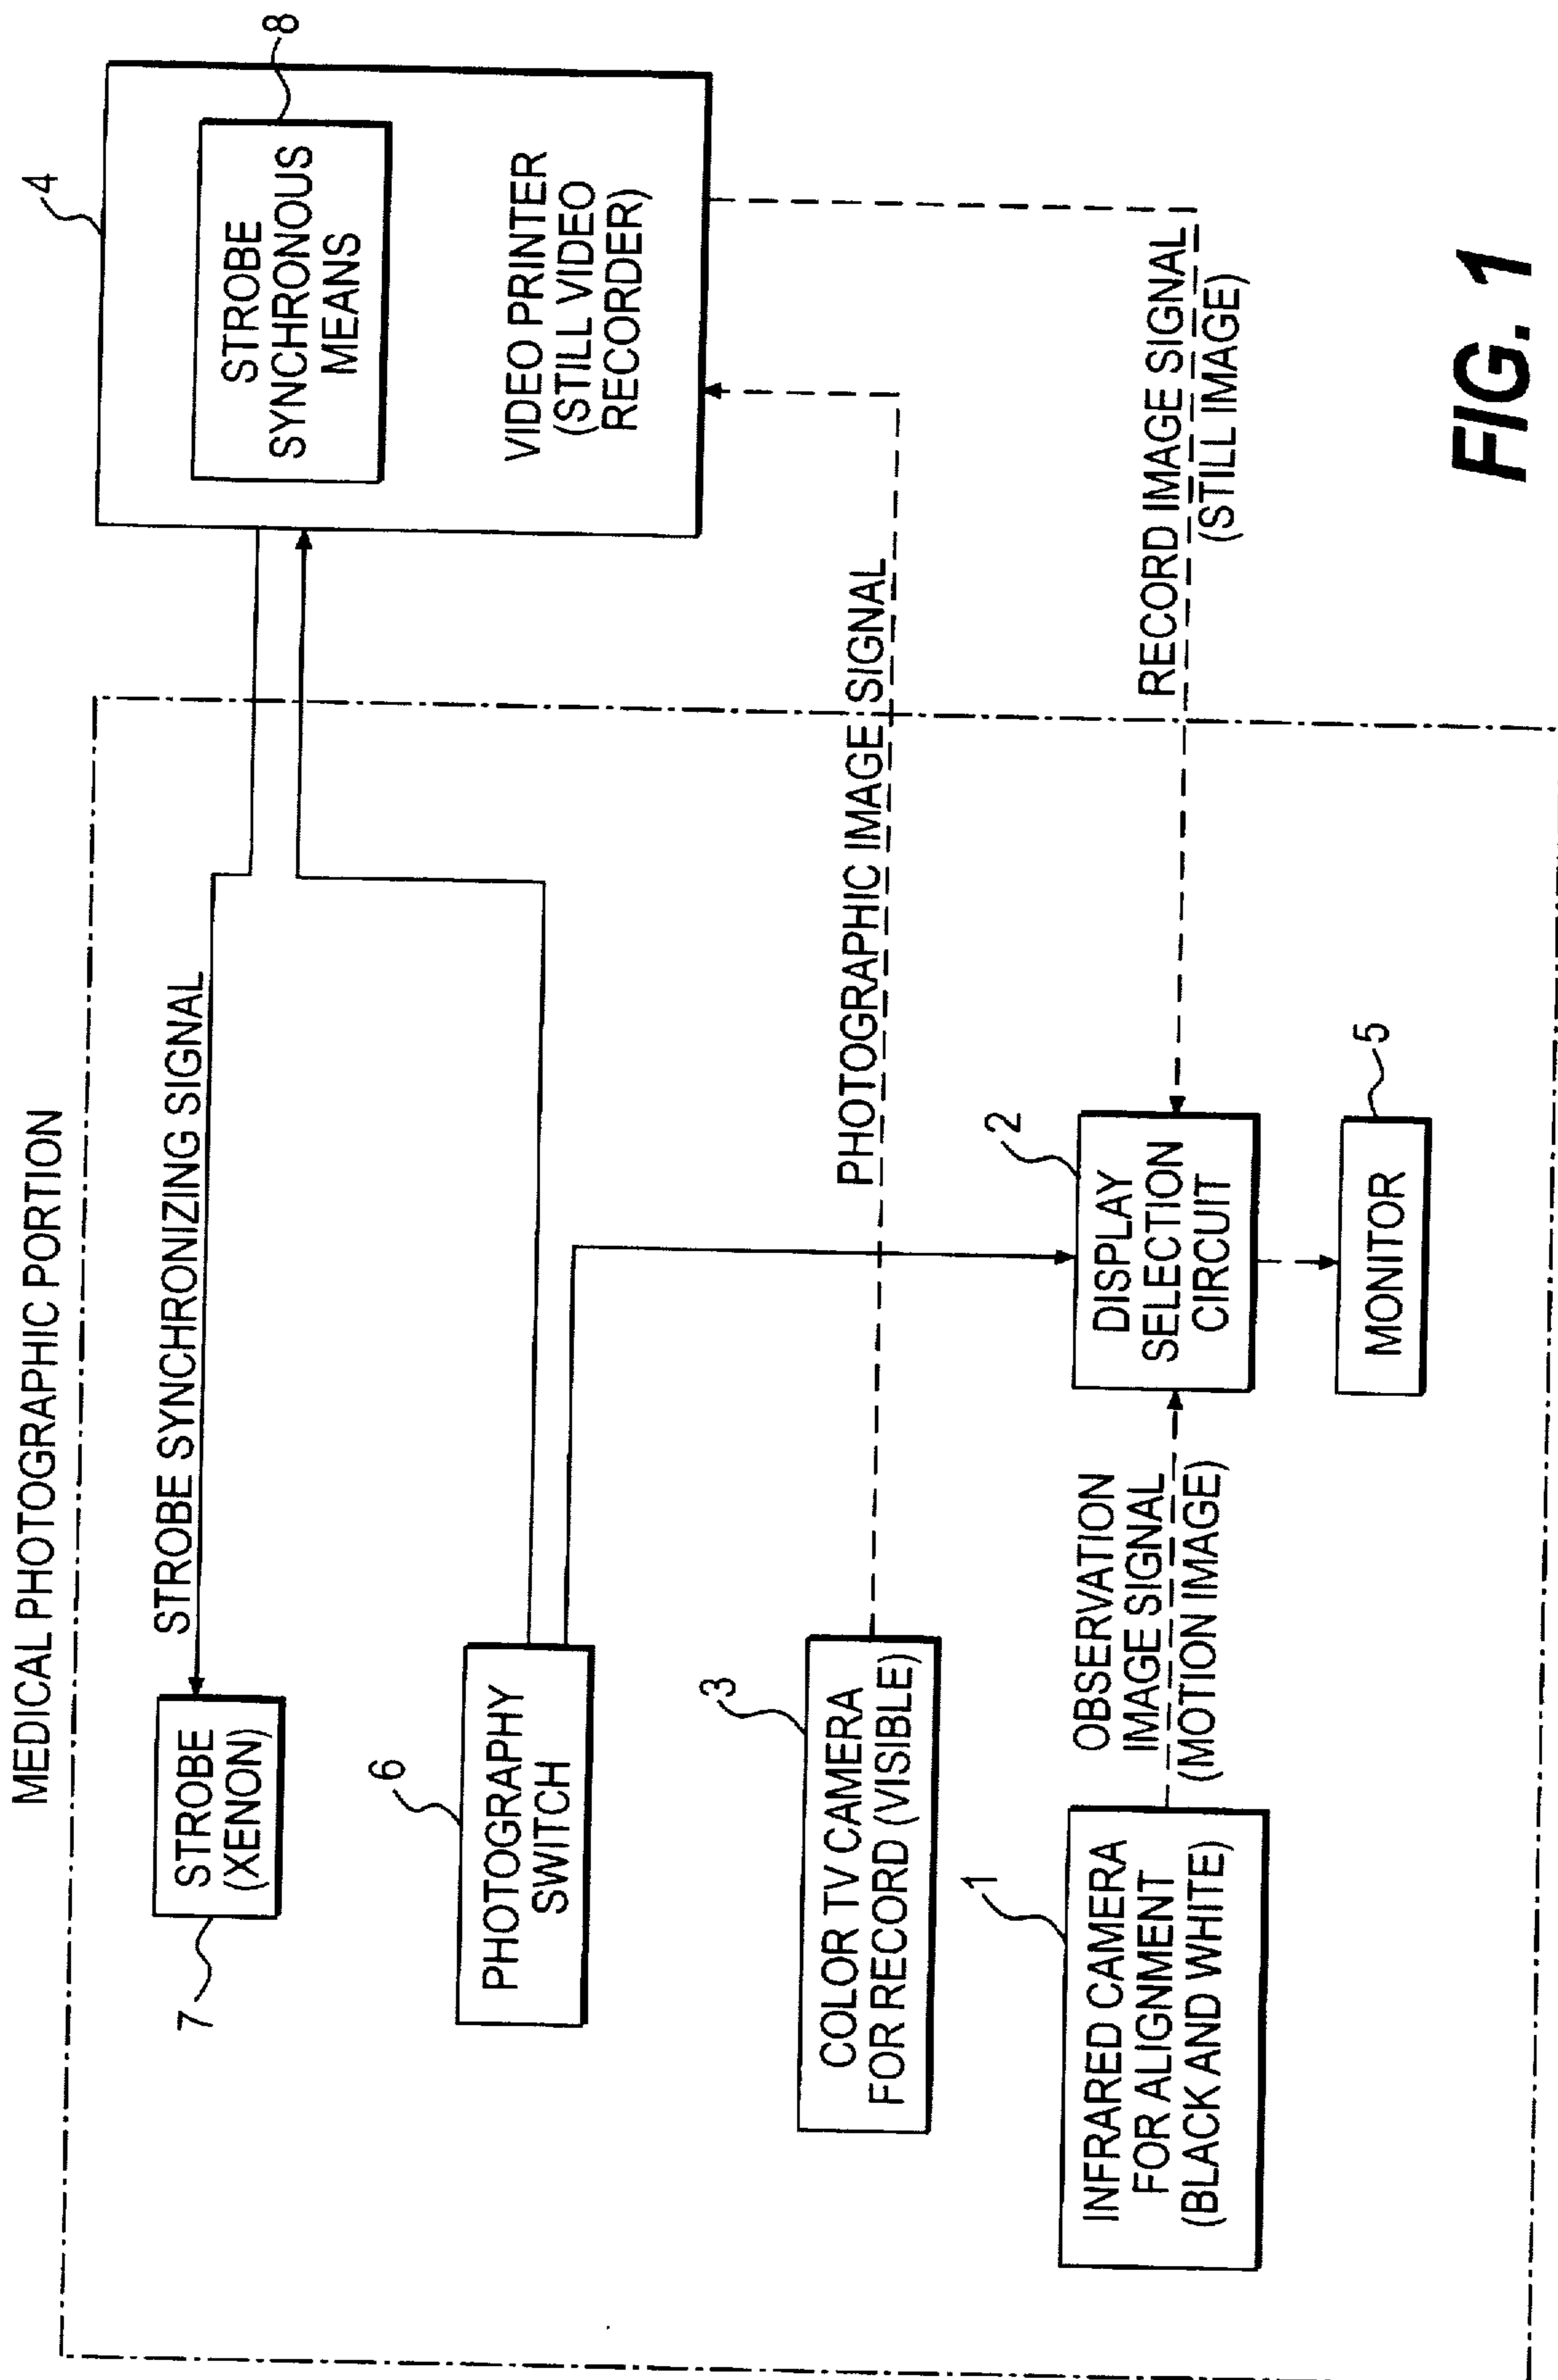 MEDICAL PHOTOGRAPHIC PORTION
STROBE
(XENON)
7
STROBE SYNCHRONIZING SIGNAL
4
8
STROBE
SYNCHRONOUS
MEANS
VIDEO PRINTER
(STILL VIDEO
RECORDER)
6
PHOTOGRAPHY
SWITCH
3
COLOR TV CAMERA
FOR RECORD (VISIBLE)
PHOTOGRAPHIC IMAGE SIGNAL
1
INFRARED CAMERA
FOR ALIGNMENT
(BLACK AND WHITE)
OBSERVATION
IMAGE SIGNAL
(MOTION IMAGE)
2
DISPLAY
SELECTION
CIRCUIT
RECORD IMAGE SIGNAL
(STILL IMAGE)
5
MONITOR
FIG. 1